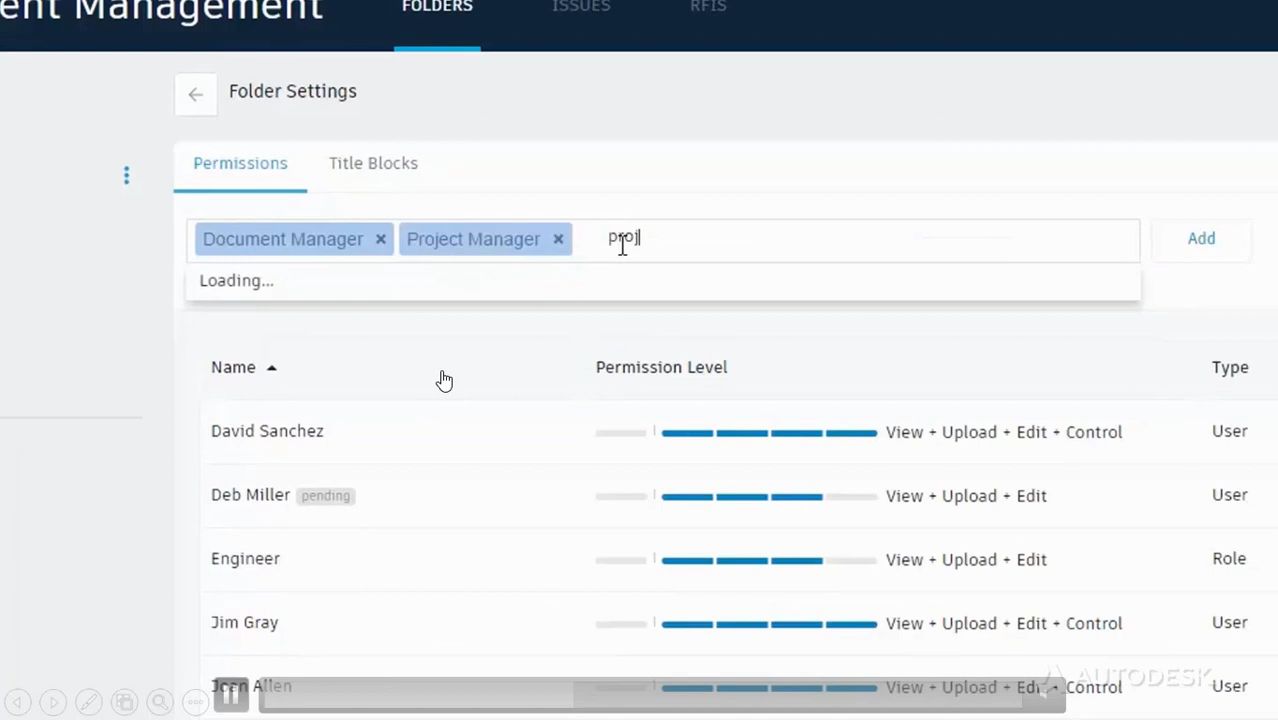 ent Management
FOLDERS
ISSUES
RFIS
Folder Settings
Permissions
Title Blocks
Document Manager ×
Project Manager ×
proj
Add
Loading...
Name
Permission Level
Type
David Sanchez
View + Upload + Edit + Control
User
Deb Miller pending
View + Upload + Edit
User
Engineer
View + Upload + Edit
Role
Jim Gray
View + Upload + Edit + Control
User
Joan Allen
View + Upload + Edit + Control
User
AUTODESK